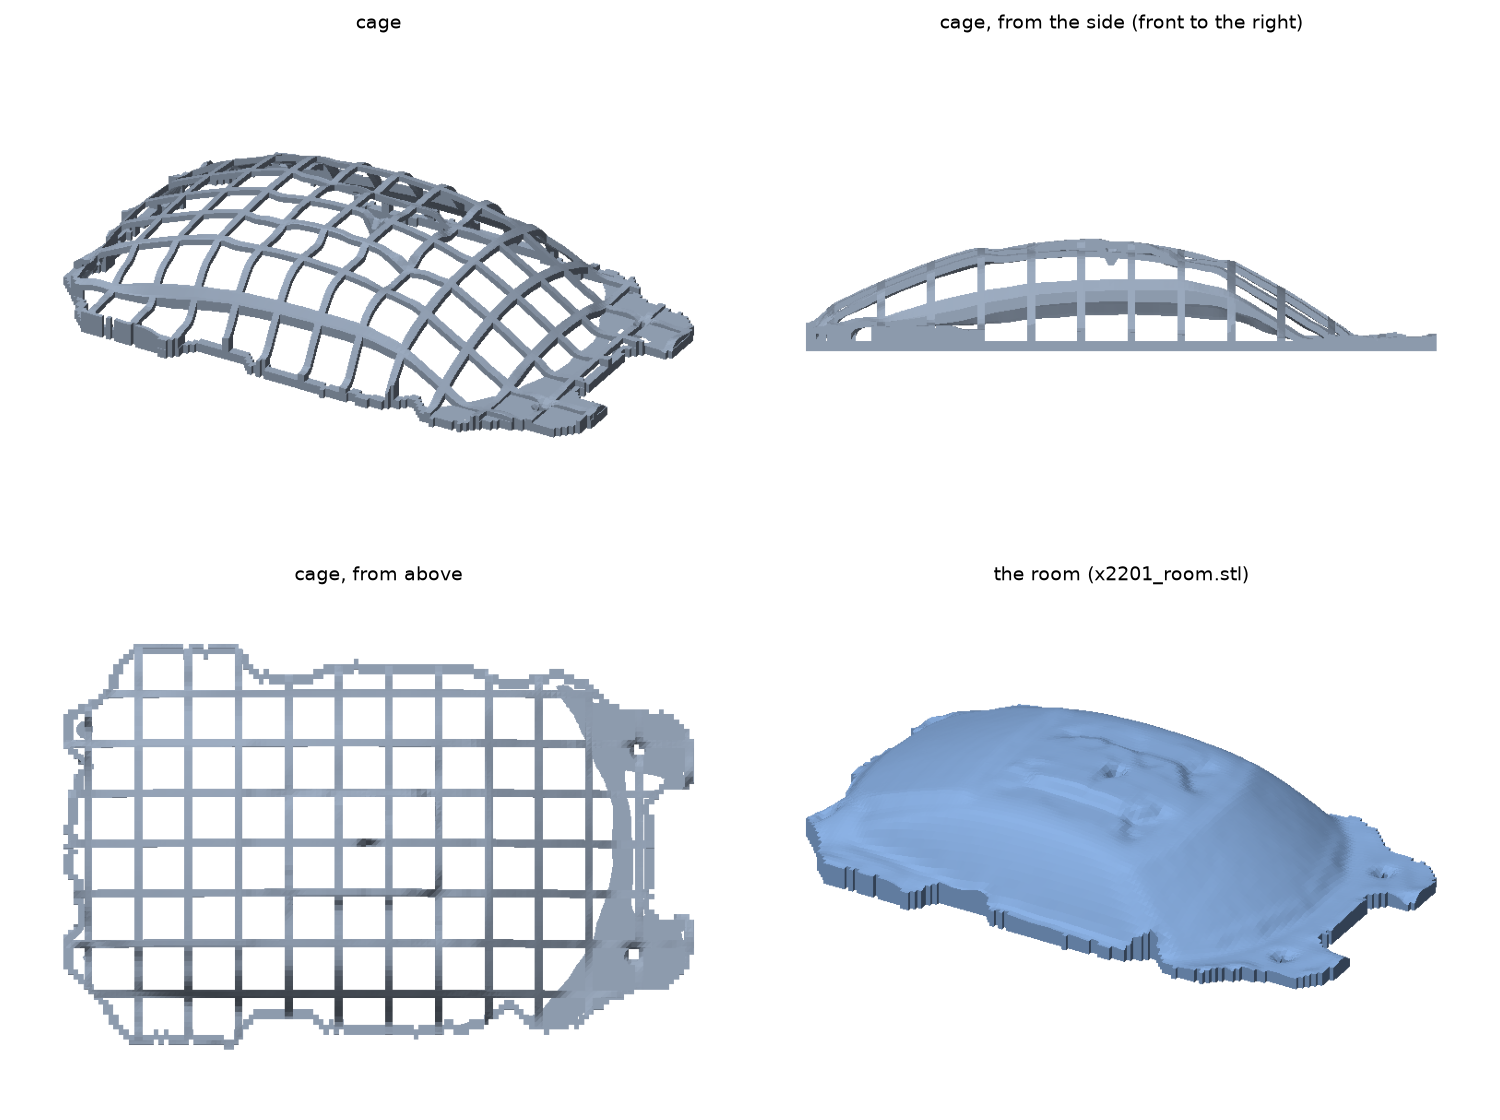 cage
cage, from the side (front to the right)
cage, from above
the room (x2201_room.stl)